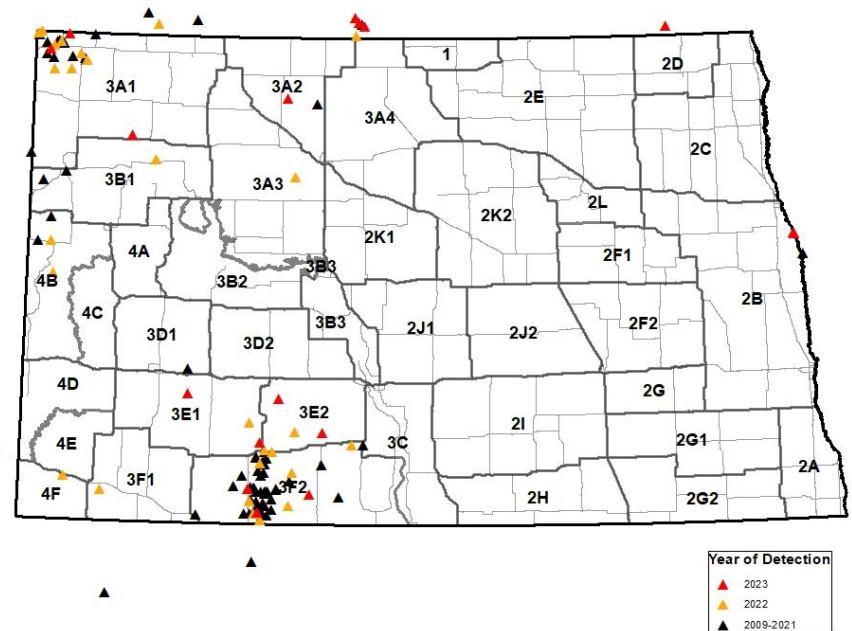 1
2D
3A2
3A1
2E
3A4
2C
3B1
3A3
2L
2K2
2K1
4A
2F1
3B3
4B
3B2
2B
4C
3B3
2F2
3D1
2J1
2J2
3D2
4D
2G
3E1
3E2
2I
4E
3C
2G1
2A
3F1
3F2
4F
2H
2G2
Year of Detection
2023
2022
2009-2021